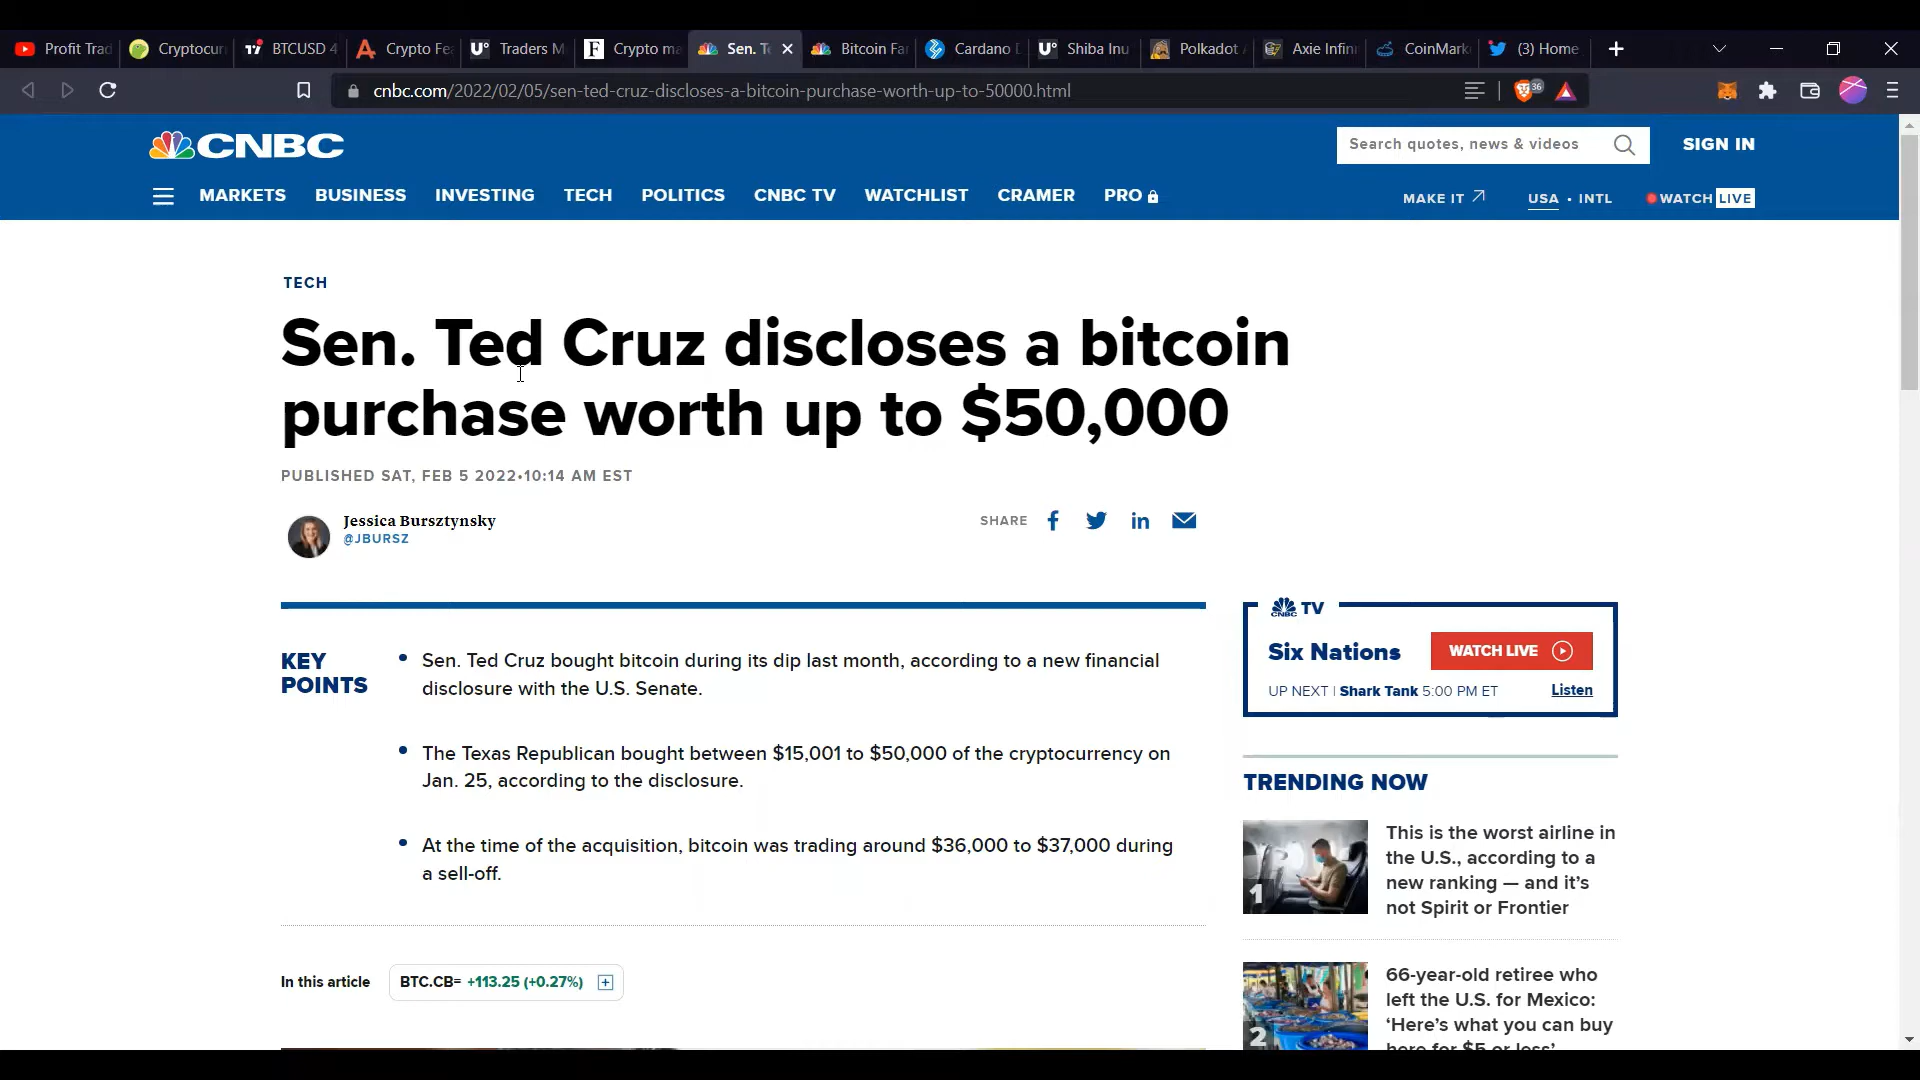 Profit Trad
Cryptocur
BTCUSD 4
Crypto Fe
Traders M
Crypto ma
Sen. T
Bitcoin Fa
Cardano
Shiba Inu
Polkadot
Axie Infin
CoinMark
(3) Home
cnbc.com/2022/02/05/sen-ted-cruz-discloses-a-bitcoin-purchase-worth-up-to-50000.html
36
CNBC
Search quotes, news & videos
SIGN IN
MARKETS BUSINESS INVESTING TECH POLITICS CNBC TV WATCHLIST CRAMER PRO
MAKE IT USA • INTL WATCH LIVE
TECH
Sen. Ted Cruz discloses a bitcoin
purchase worth up to $50,000
PUBLISHED SAT, FEB 5 2022•10:14 AM EST
Jessica Bursztynsky
@JBURSZ
SHARE
KEY
POINTS
• Sen. Ted Cruz bought bitcoin during its dip last month, according to a new financial
disclosure with the U.S. Senate.
• The Texas Republican bought between $15,001 to $50,000 of the cryptocurrency on
Jan. 25, according to the disclosure.
• At the time of the acquisition, bitcoin was trading around $36,000 to $37,000 during
a sell-off.
In this article
BTC.CB= +113.25 (+0.27%)
CNBC TV
Six Nations
WATCH LIVE
UP NEXT | Shark Tank 5:00 PM ET
Listen
TRENDING NOW
1
This is the worst airline in
the U.S., according to a
new ranking — and it's
not Spirit or Frontier
2
66-year-old retiree who
left the U.S. for Mexico:
‘Here's what you can buy
here for $5 or less’